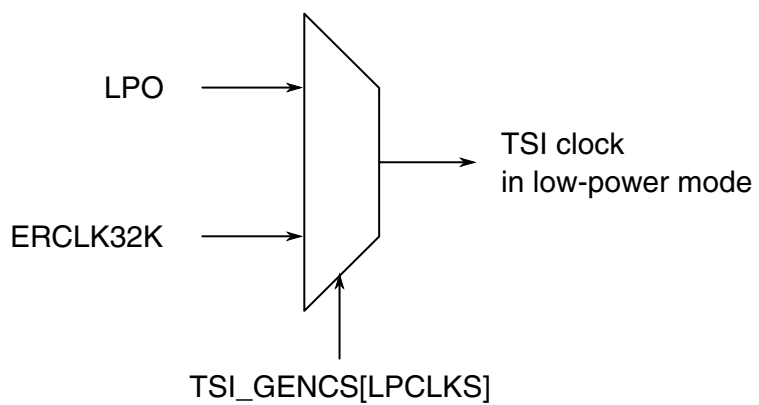 LPO
TSI clock
in low-power mode
ERCLK32K
TSI_GENCS[LPCLKS]